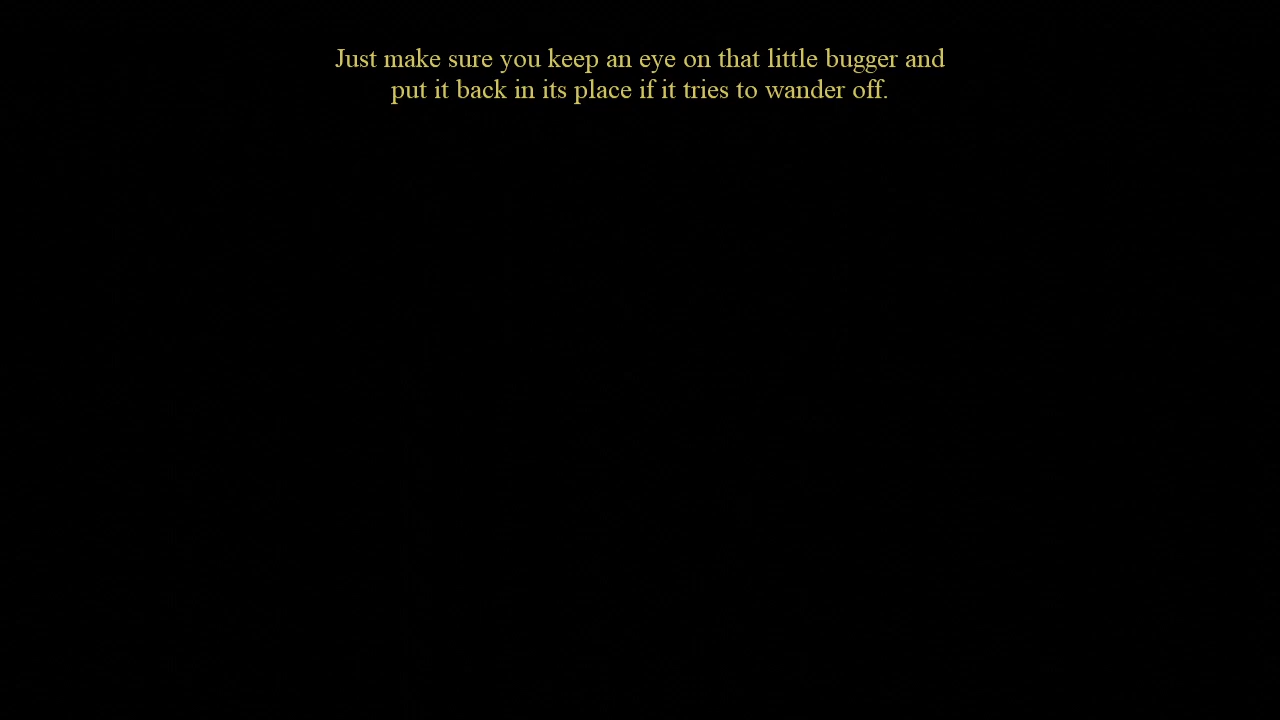 Just make sure you keep an eye on that little bugger and
put it back in its place if it tries to wander off.